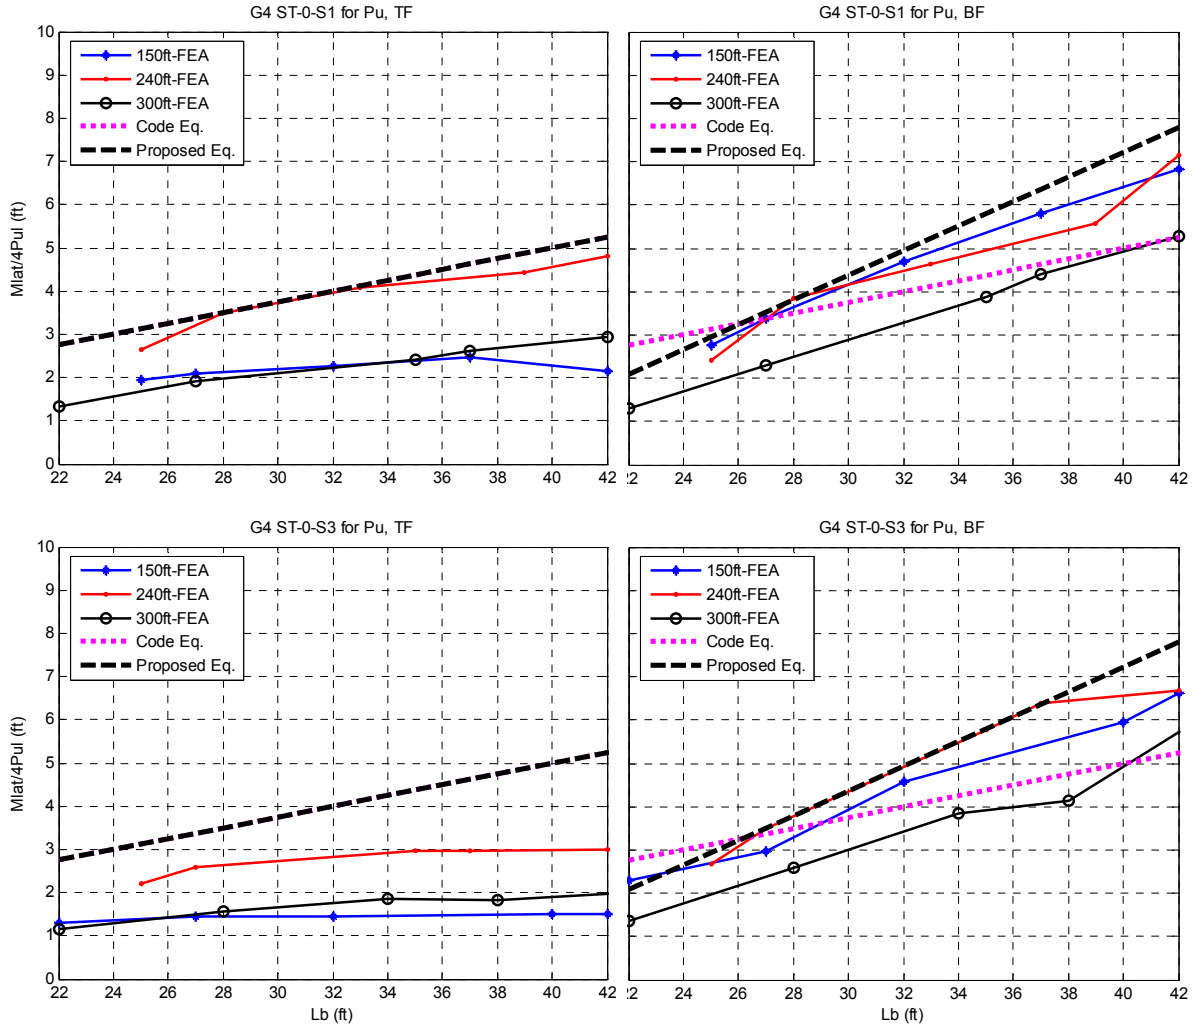 G4 ST-0-S1 for Pu, TF
10
9
8
7
6
5
4
3
2
1
0
Mlat/4Pul (ft)
150ft-FEA
240ft-FEA
300ft-FEA
Code Eq.
Proposed Eq.
22 24 26 28 30 32 34 36 38 40 42
G4 ST-0-S1 for Pu, BF
150ft-FEA
240ft-FEA
300ft-FEA
Code Eq.
Proposed Eq.
2 24 26 28 30 32 34 36 38 40 42
G4 ST-0-S3 for Pu, TF
10
9
8
7
6
5
4
3
2
1
0
Mlat/4Pul (ft)
150ft-FEA
240ft-FEA
300ft-FEA
Code Eq.
Proposed Eq.
22 24 26 28 30 32 34 36 38 40 42
Lb (ft)
G4 ST-0-S3 for Pu, BF
150ft-FEA
240ft-FEA
300ft-FEA
Code Eq.
Proposed Eq.
2 24 26 28 30 32 34 36 38 40 42
Lb (ft)